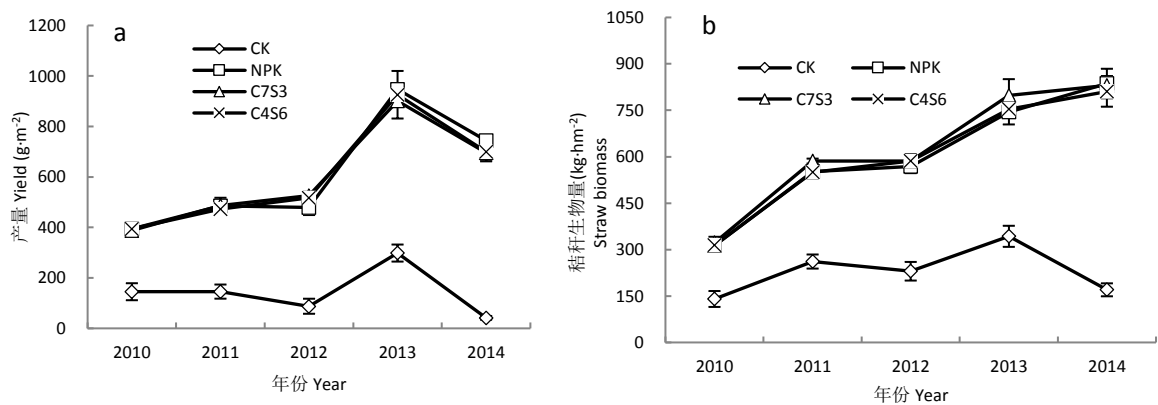 a
1200
1000
800
600
400
200
0
产量 Yield (g·m-2)
CK
NPK
C7S3
C4S6
2010 2011 2012 2013 2014
年份 Year
b
1050
900
750
600
450
300
150
0
秸秆生物量(kg·hm-2)
Straw biomass
CK NPK
C7S3 C4S6
2010 2011 2012 2013 2014
年份 Year